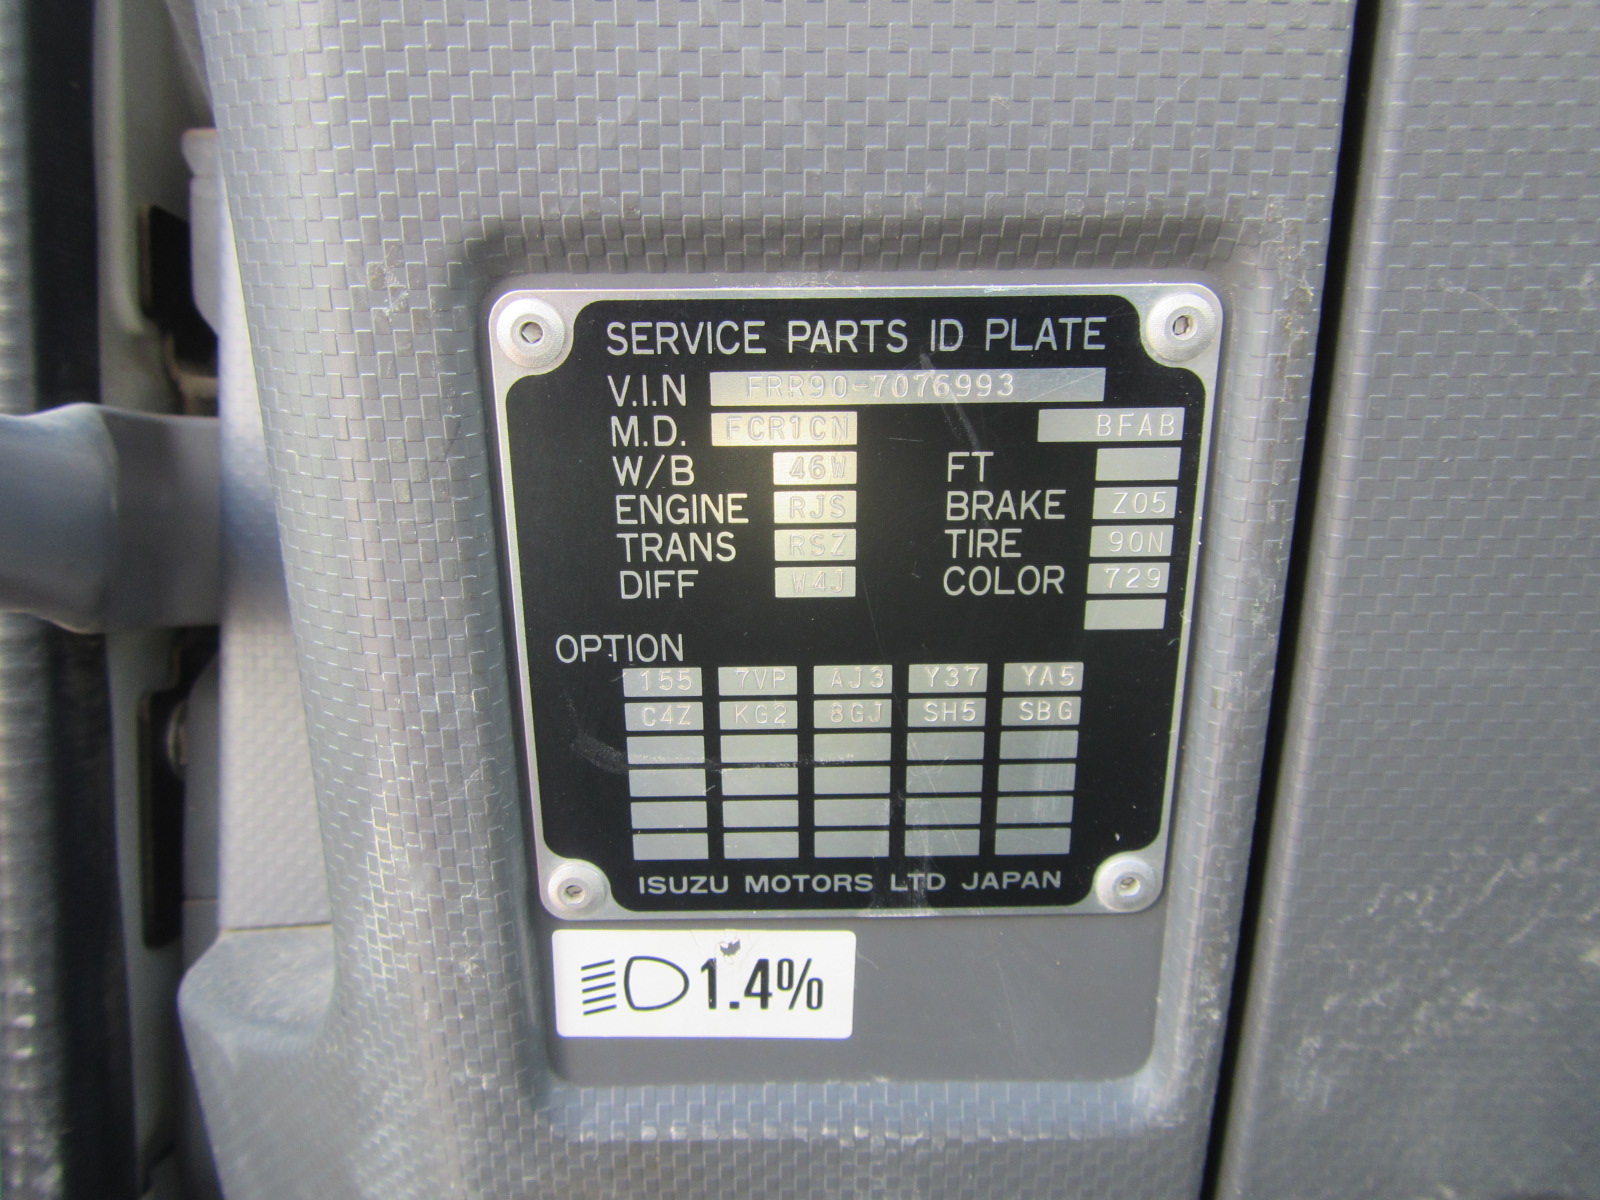 SERVICE PARTS ID PLATE
V.I.N FRR90-7076993
M.D. FCR1CN BFAB
W/B 46W FT
ENGINE RJS BRAKE Z05
TRANS RSZ TIRE 90N
DIFF W4J COLOR 729
OPTION
155 7VP AJ3 Y37 YA5
C4Z KG2 8GJ SH5 SBG
ISUZU MOTORS LTD JAPAN
1.4%